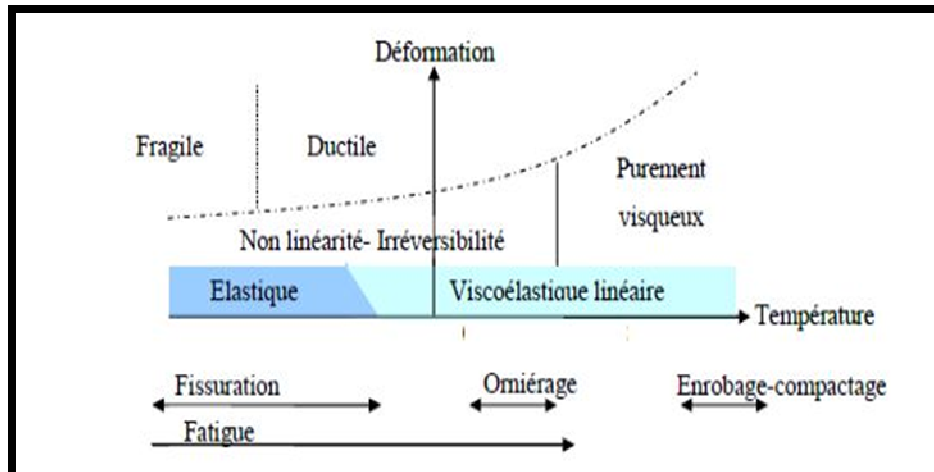 Déformation
Fragile
Ductile
Purement
visqueux
Non linéarité- Irréversibilité
Elastique
Viscoélastique linéaire
Température
Fissuration
Orniérage
Enrobage-compactage
Fatigue